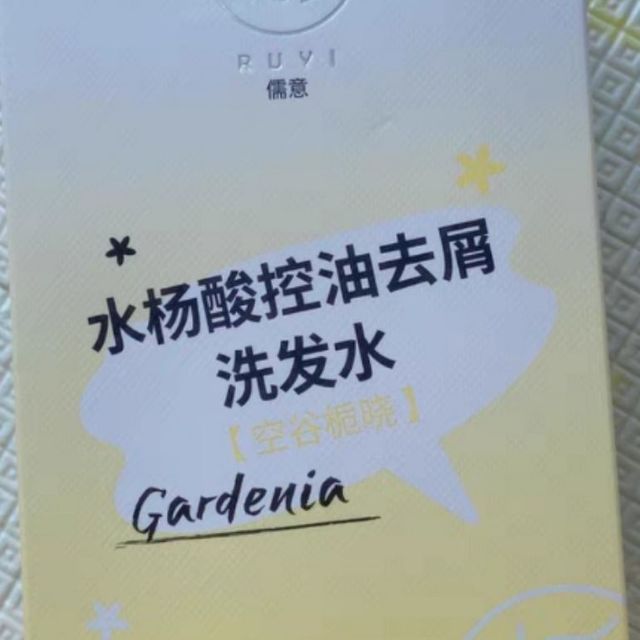 RUYI
儒意
水杨酸控油去屑
洗发水
【空谷栀晓】
Gardenia